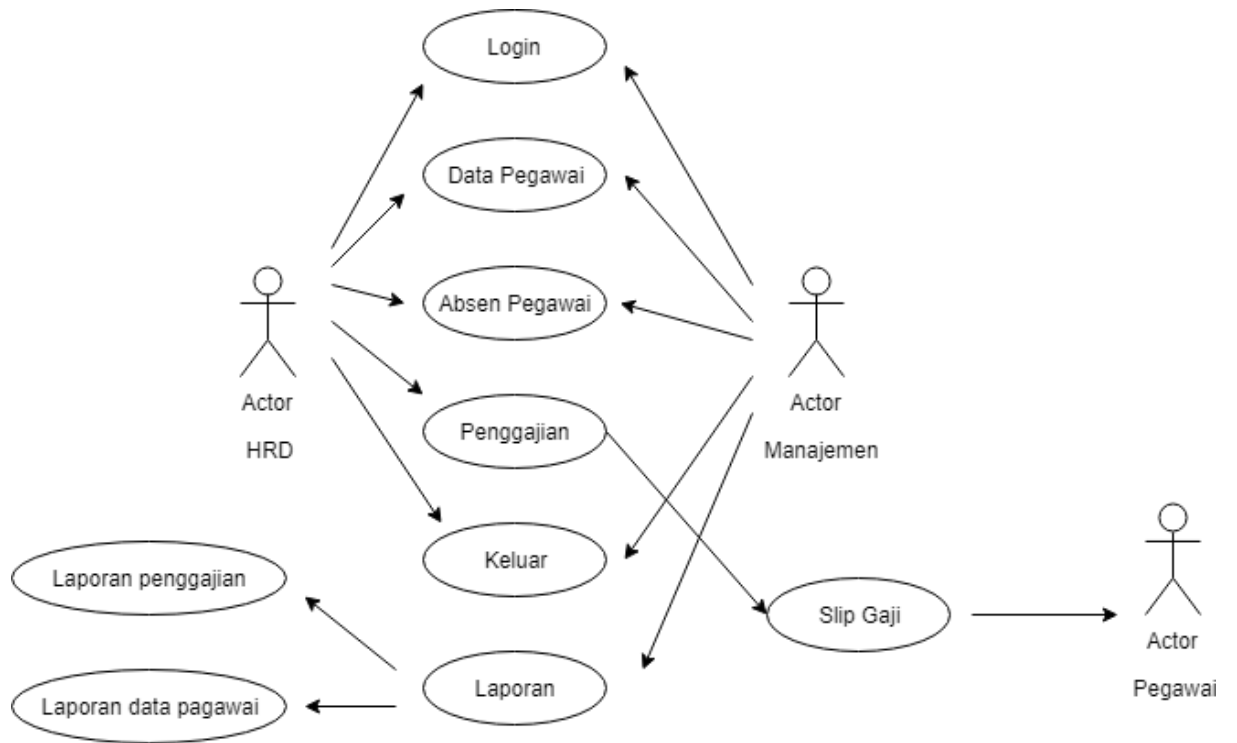 Login
Data Pegawai
Absen Pegawai
Actor
HRD
Penggajian
Actor
Manajemen
Keluar
Laporan penggajian
Slip Gaji
Actor
Pegawai
Laporan
Laporan data pagawai